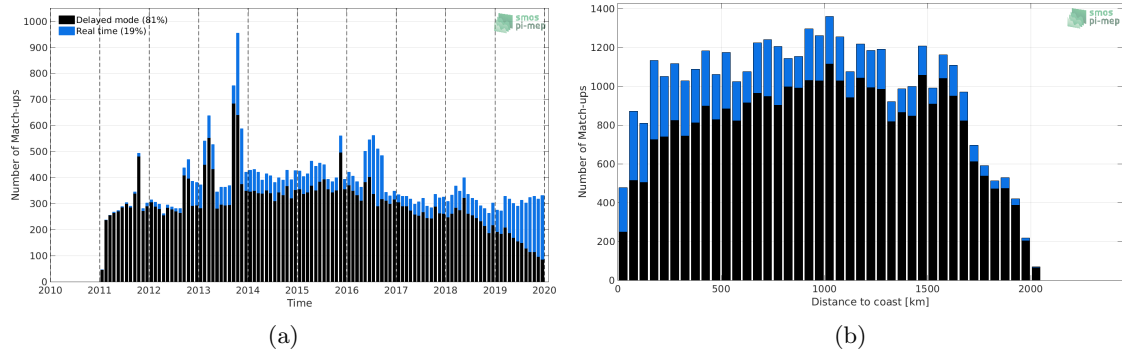 1000
900
800
700
600
500
400
300
200
100
0
Number of Match-ups
Delayed mode (81%)
Real time (19%)
smos
pi-mep
2010 2011 2012 2013 2014 2015 2016 2017 2018 2019 2020
Time
(a)
1400
1200
1000
800
600
400
200
0
Number of Match-ups
smos
pi-mep
0 500 1000 1500 2000
Distance to coast [km]
(b)